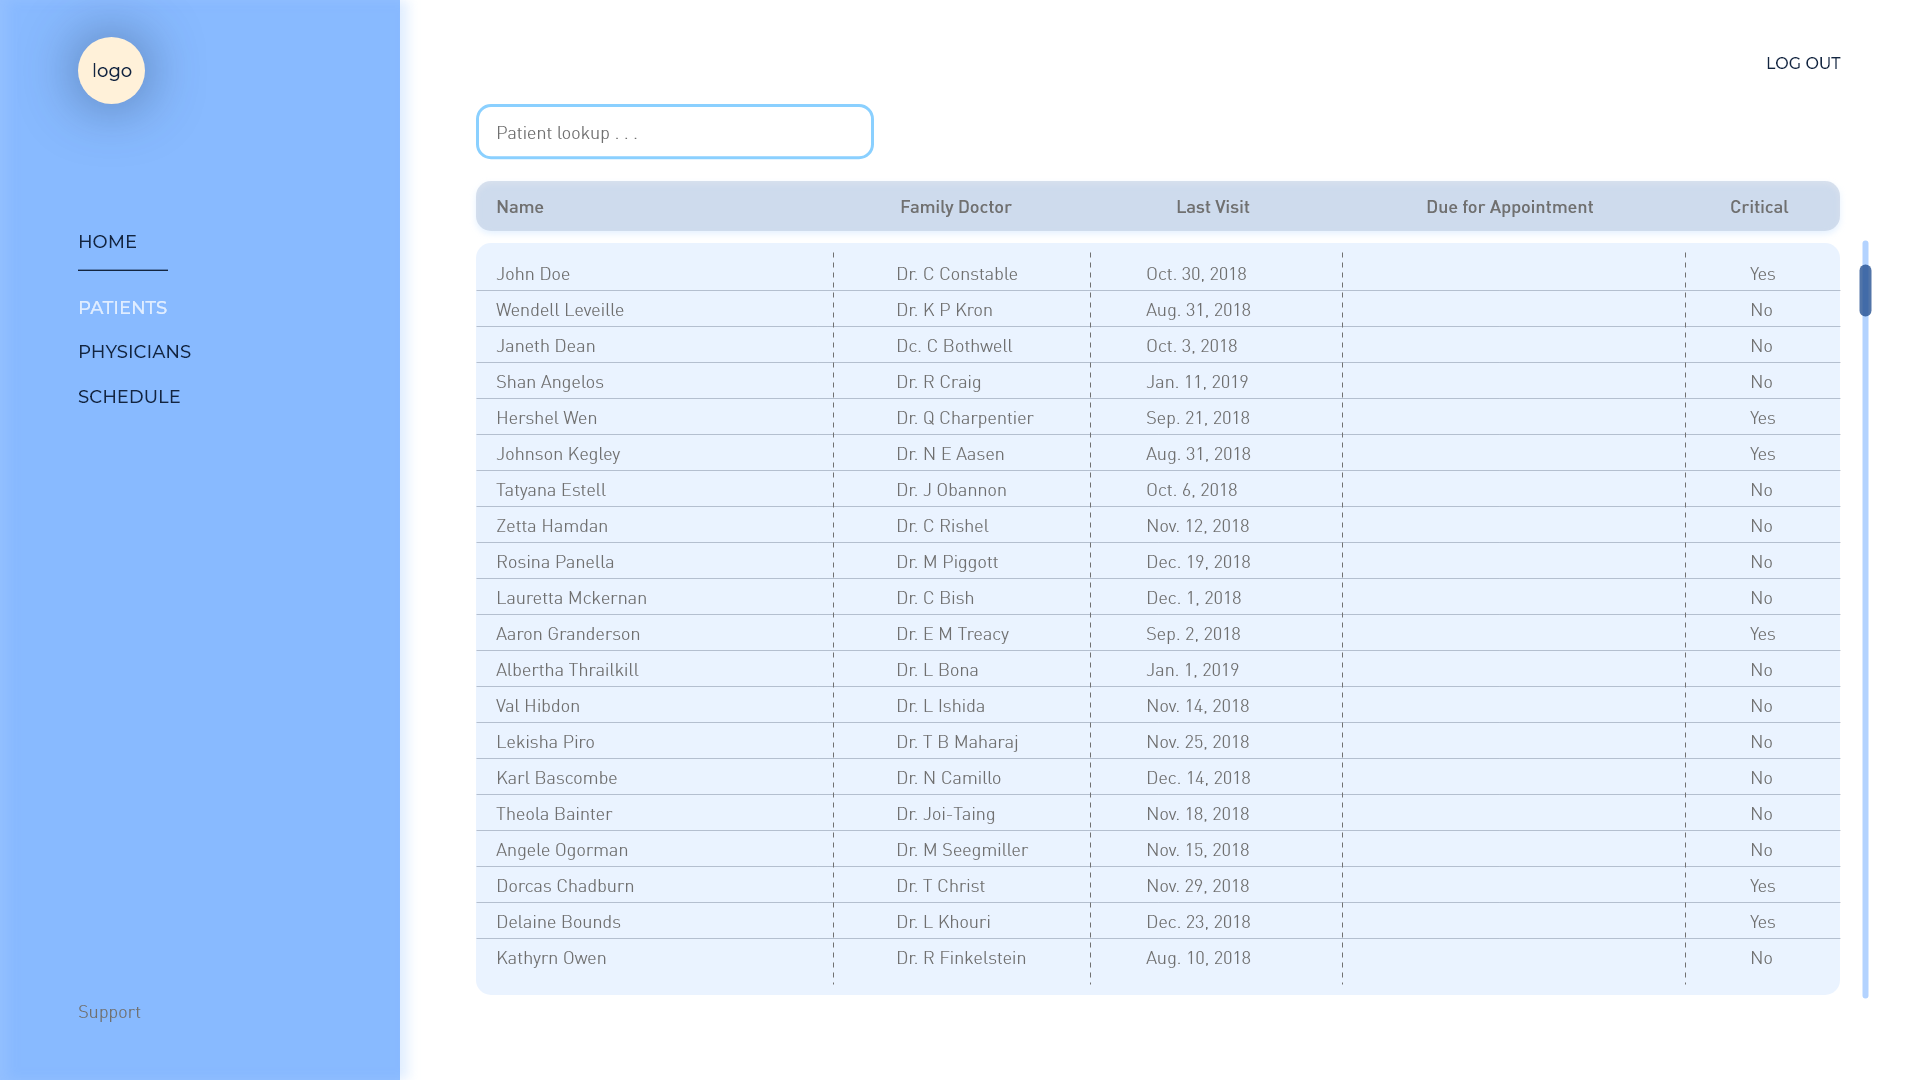 logo
LOG OUT
Patient lookup . . .
HOME
PATIENTS
PHYSICIANS
SCHEDULE
Support
Name Family Doctor Last Visit Due for Appointment Critical
John Doe Dr. C Constable Oct. 30, 2018 Yes
Wendell Leveille Dr. K P Kron Aug. 31, 2018 No
Janeth Dean Dc. C Bothwell Oct. 3, 2018 No
Shan Angelos Dr. R Craig Jan. 11, 2019 No
Hershel Wen Dr. Q Charpentier Sep. 21, 2018 Yes
Johnson Kegley Dr. N E Aasen Aug. 31, 2018 Yes
Tatyana Estell Dr. J Obannon Oct. 6, 2018 No
Zetta Hamdan Dr. C Rishel Nov. 12, 2018 No
Rosina Panella Dr. M Piggott Dec. 19, 2018 No
Lauretta Mckernan Dr. C Bish Dec. 1, 2018 No
Aaron Granderson Dr. E M Treacy Sep. 2, 2018 Yes
Albertha Thrailkill Dr. L Bona Jan. 1, 2019 No
Val Hibdon Dr. L Ishida Nov. 14, 2018 No
Lekisha Piro Dr. T B Maharaj Nov. 25, 2018 No
Karl Bascombe Dr. N Camillo Dec. 14, 2018 No
Theola Bainter Dr. Joi-Taing Nov. 18, 2018 No
Angele Ogorman Dr. M Seegmiller Nov. 15, 2018 No
Dorcas Chadburn Dr. T Christ Nov. 29, 2018 Yes
Delaine Bounds Dr. L Khouri Dec. 23, 2018 Yes
Kathyrn Owen Dr. R Finkelstein Aug. 10, 2018 No